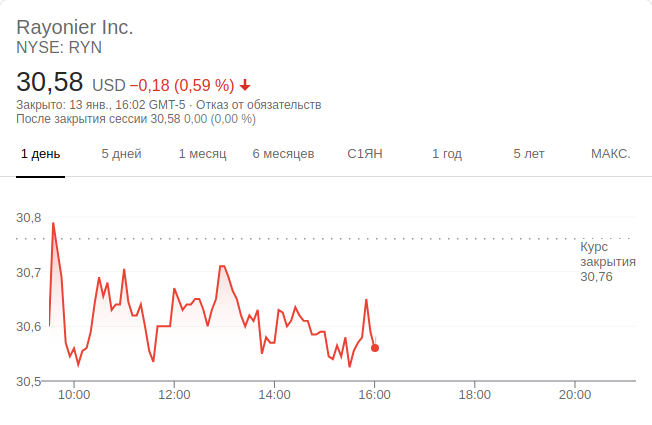 Rayonier Inc.
NYSE: RYN
30,58 USD −0,18 (0,59 %)
Закрыто: 13 янв., 16:02 GMT-5 · Отказ от обязательств
После закрытия сессии 30,58 0,00 (0,00 %)
1 день 5 дней 1 месяц 6 месяцев С1ЯН 1 год 5 лет МАКС.
30,8
Курс
закрытия
30,76
30,7
30,6
30,5
10:00 12:00 14:00 16:00 18:00 20:00